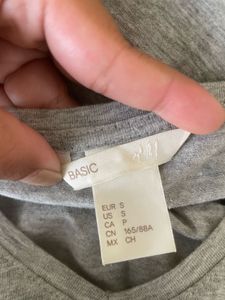 BASIC
EUR S
US S
CA P
CN 165/88A
MX CH